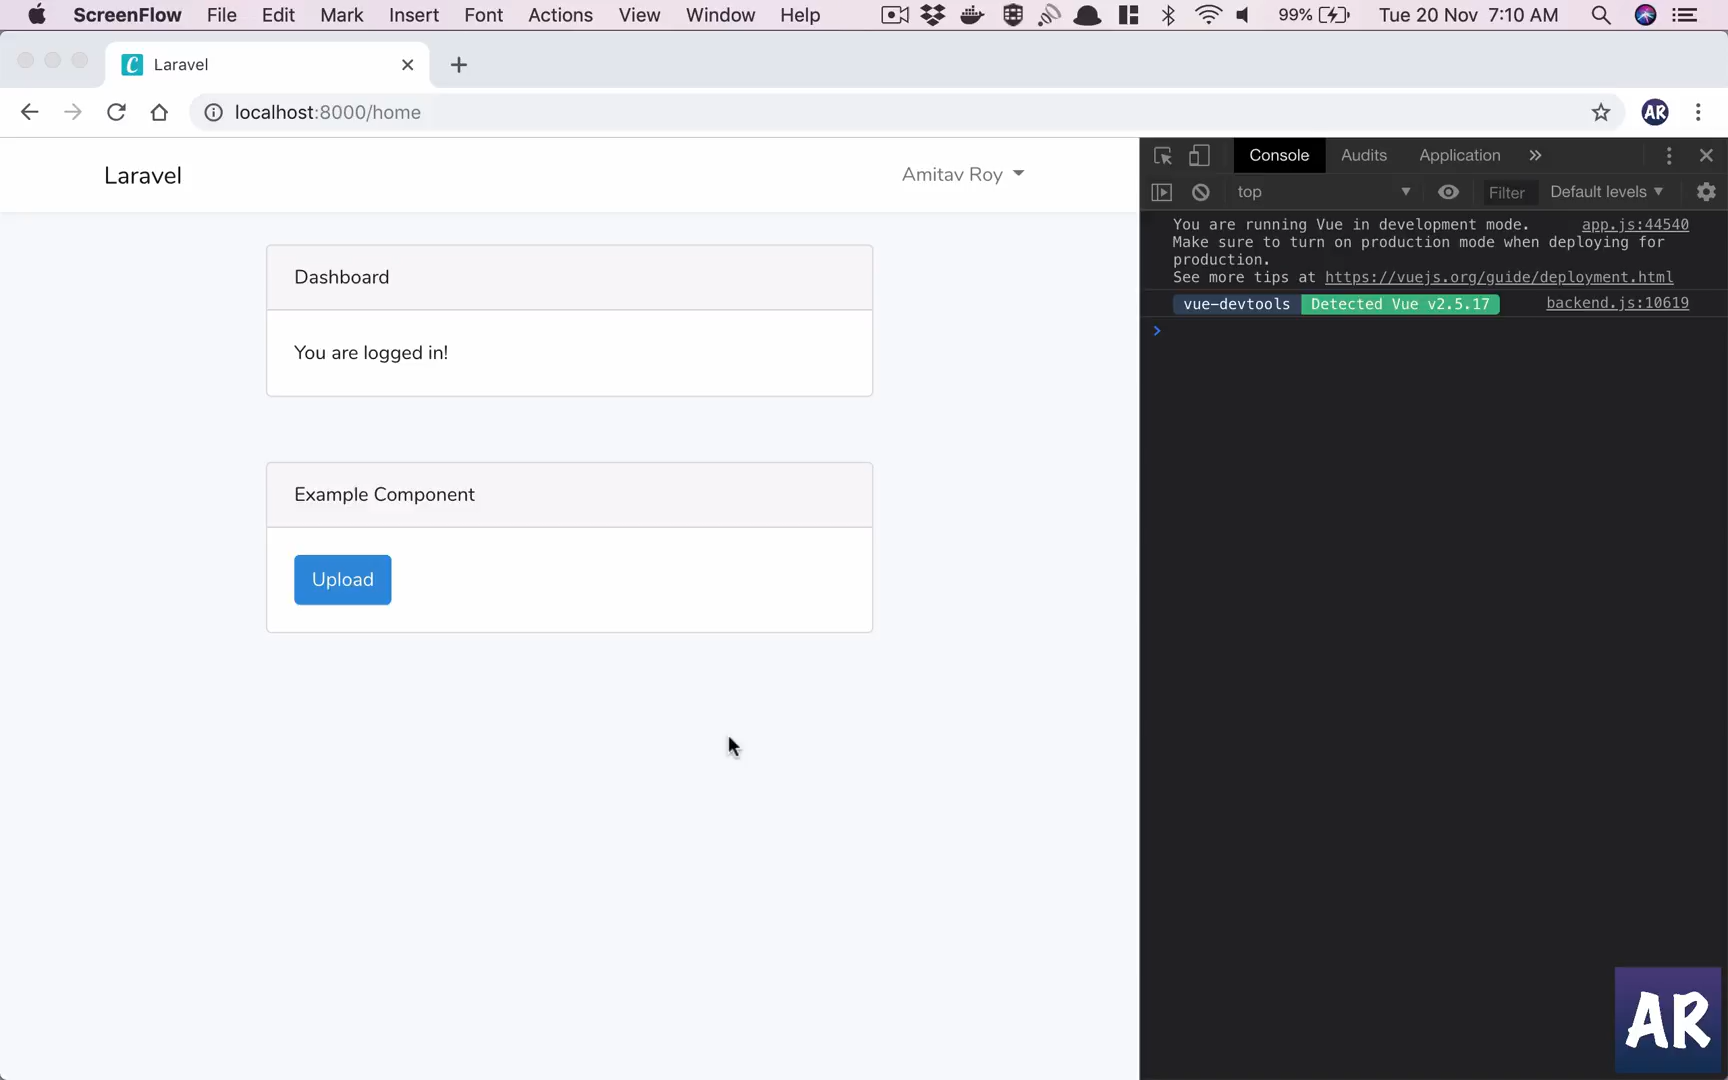 ScreenFlow File Edit Mark Insert Font Actions View Window Help 99% Tue 20 Nov 7:10 AM
Laravel
localhost:8000/home AR
Laravel Amitav Roy
Dashboard
You are logged in!
Example Component
Upload
Console Audits Application
top Filter Default levels
You are running Vue in development mode. app.js:44540
Make sure to turn on production mode when deploying for
production.
See more tips at https://vuejs.org/guide/deployment.html
vue-devtools Detected Vue v2.5.17 backend.js:10619
AR